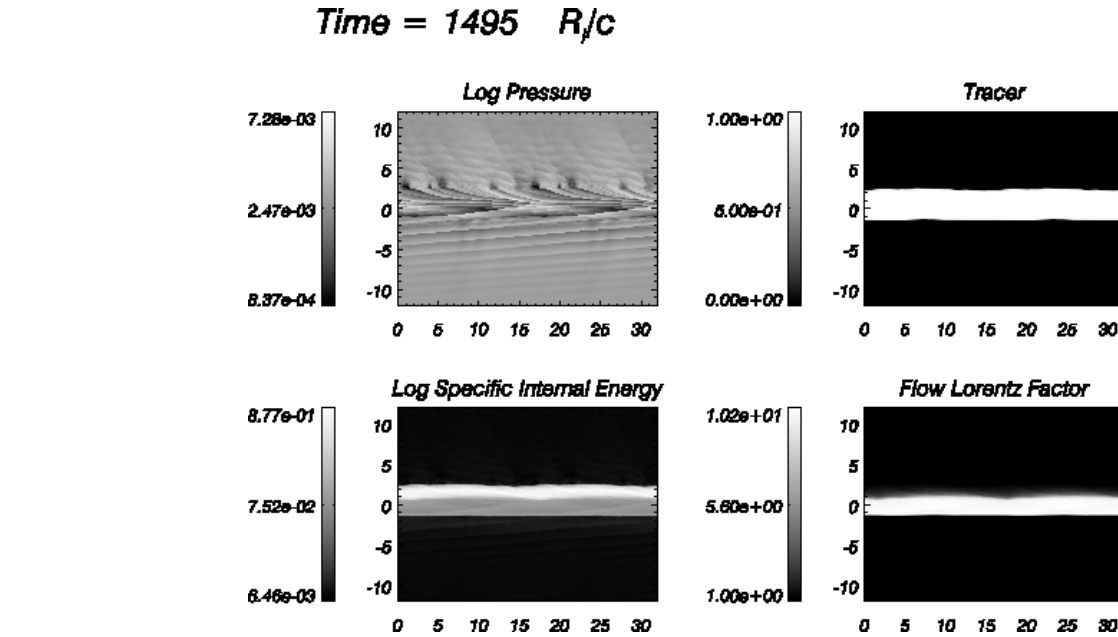 Time = 1495 Rj/c
Log Pressure
Tracer
7.28e-03
2.47e-03
8.37e-04
10
5
0
-5
-10
0 5 10 15 20 25 30
1.00e+00
5.00e-01
0.00e+00
10
5
0
-5
-10
0 5 10 15 20 25 30
Log Specific Internal Energy
Flow Lorentz Factor
8.77e-01
7.52e-02
6.46e-03
10
5
0
-5
-10
0 5 10 15 20 25 30
1.02e+01
5.60e+00
1.00e+00
10
5
0
-5
-10
0 5 10 15 20 25 30